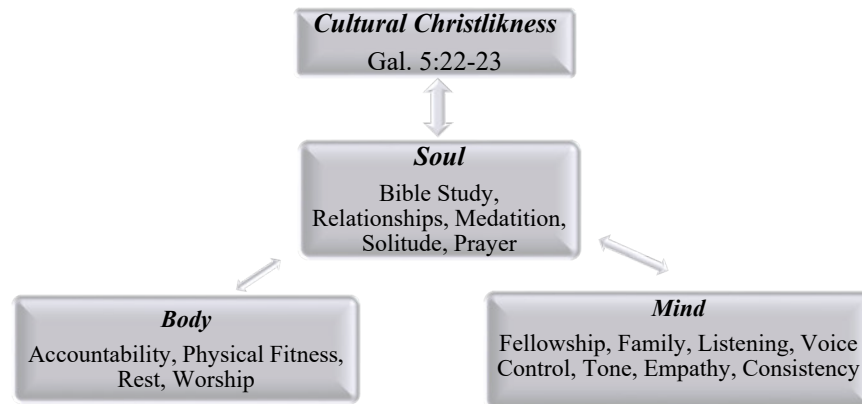 Cultural Christlikness
Gal. 5:22-23
Soul
Bible Study,
Relationships, Medatition,
Solitude, Prayer
Body
Accountability, Physical Fitness,
Rest, Worship
Mind
Fellowship, Family, Listening, Voice
Control, Tone, Empathy, Consistency